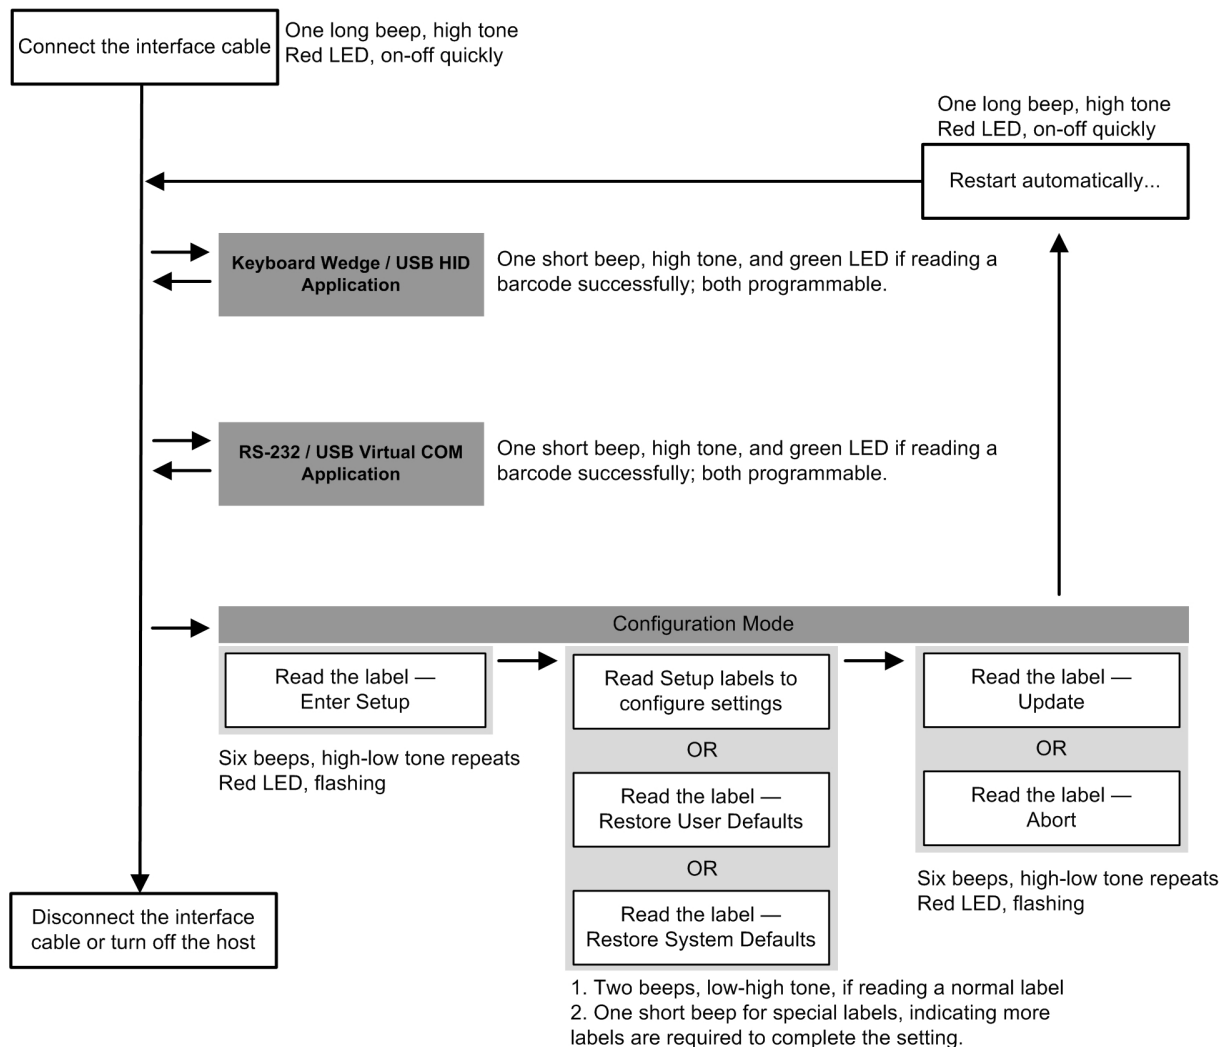 Connect the interface cable
One long beep, high tone
Red LED, on-off quickly
One long beep, high tone
Red LED, on-off quickly
Restart automatically...
Keyboard Wedge / USB HID
Application
One short beep, high tone, and green LED if reading a
barcode successfully; both programmable.
RS-232 / USB Virtual COM
Application
One short beep, high tone, and green LED if reading a
barcode successfully; both programmable.
Configuration Mode
Read the label —
Enter Setup
Six beeps, high-low tone repeats
Red LED, flashing
Read Setup labels to
configure settings
OR
Read the label —
Restore User Defaults
OR
Read the label —
Restore System Defaults
1. Two beeps, low-high tone, if reading a normal label
2. One short beep for special labels, indicating more
labels are required to complete the setting.
Read the label —
Update
OR
Read the label —
Abort
Six beeps, high-low tone repeats
Red LED, flashing
Disconnect the interface
cable or turn off the host